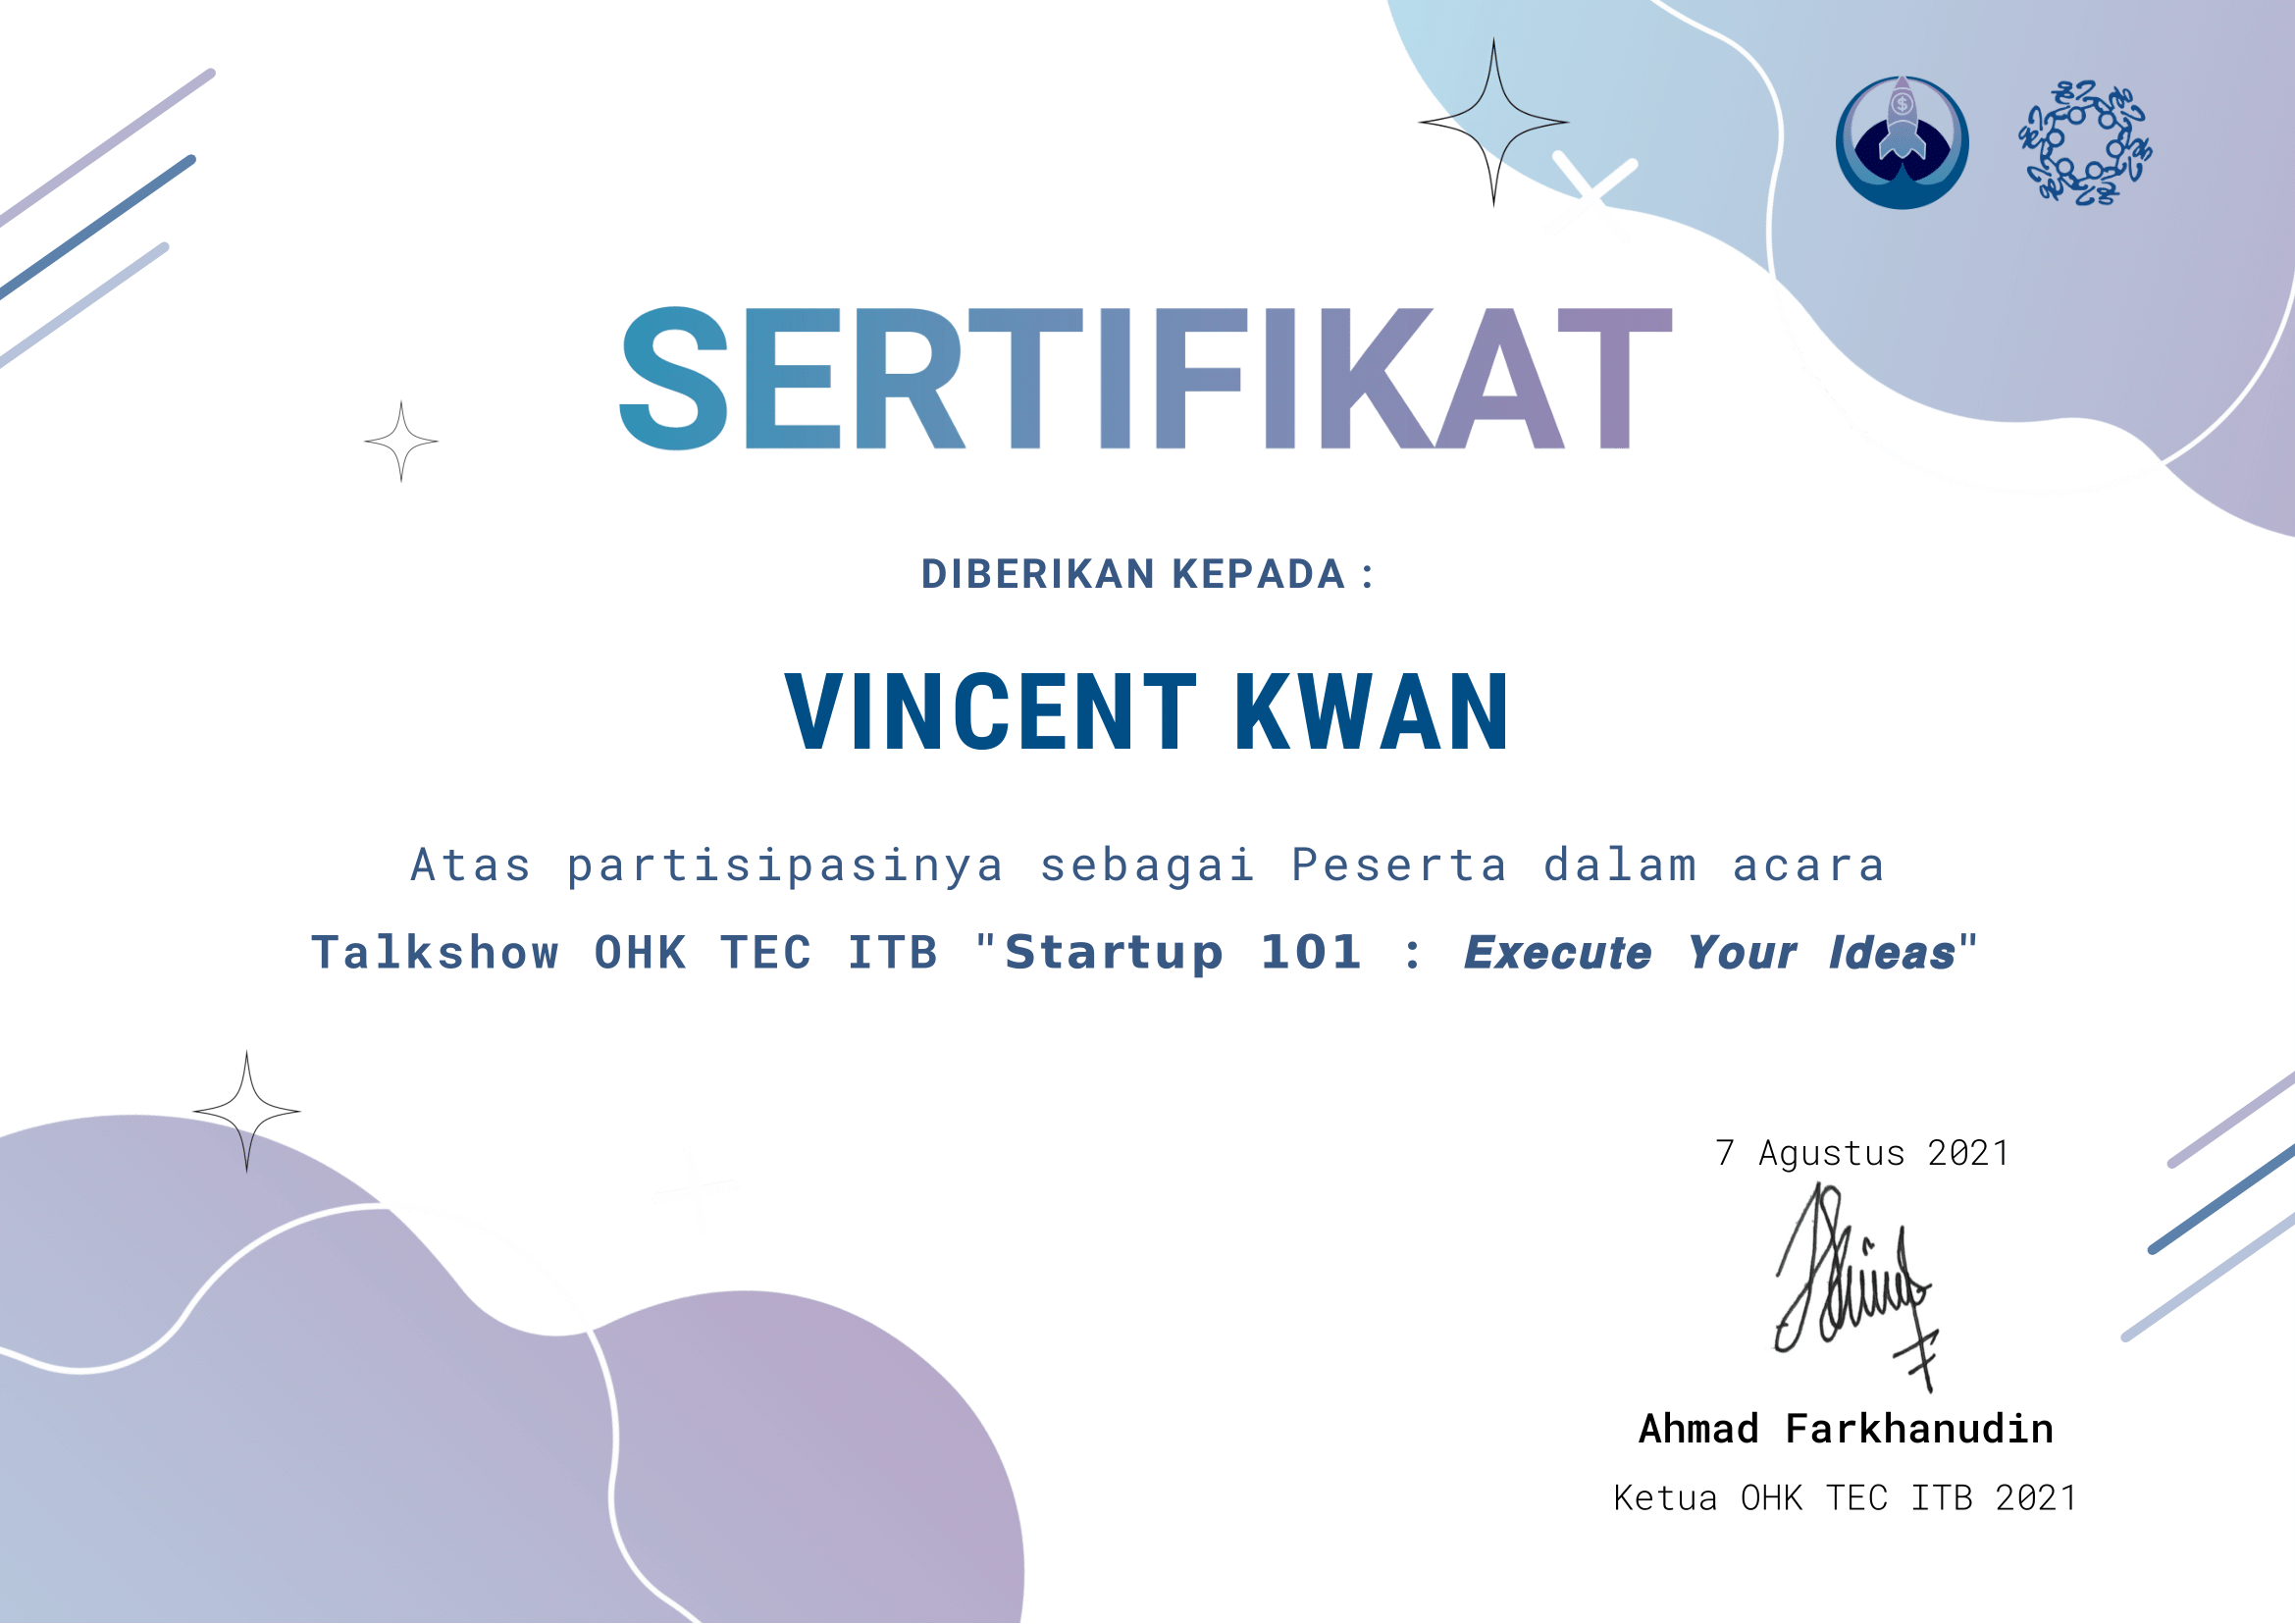 SERTIFIKAT
DIBERIKAN KEPADA :
VINCENT KWAN
Atas partisipasinya sebagai Peserta dalam acara
Talkshow OHK TEC ITB "Startup 101 : Execute Your Ideas"
7 Agustus 2021
Ahmad Farkhanudin
Ketua OHK TEC ITB 2021